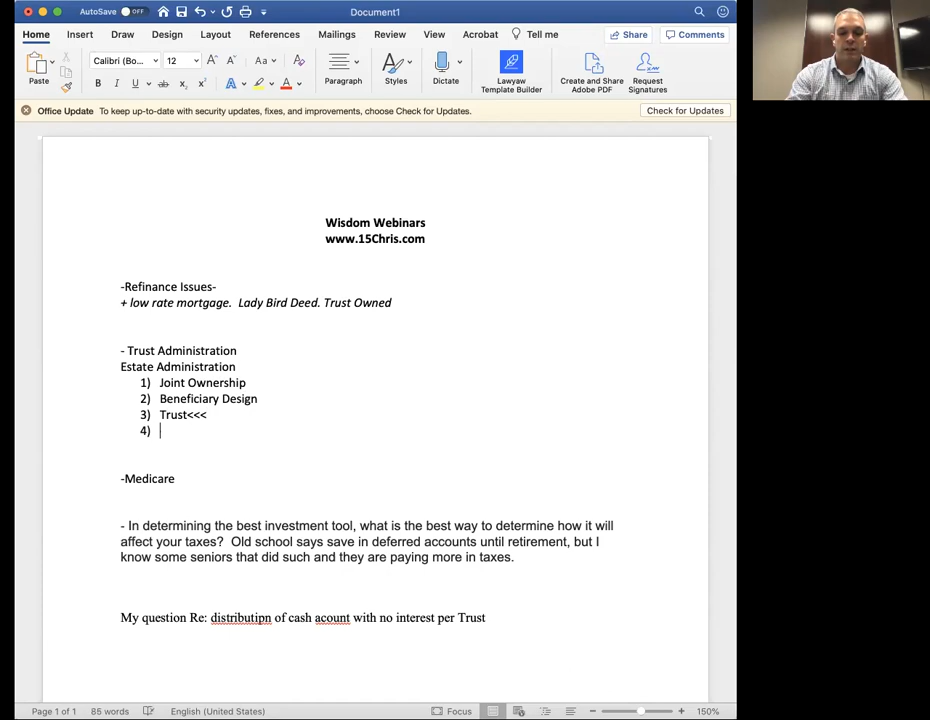 AutoSave OFF
Document1
Home Insert Draw Design Layout References Mailings Review View Acrobat Tell me Share Comments
Calibri (Bo... 12 A A Aa A
Paste B I U ab x₂ x² A A Paragraph Styles Dictate Lawyaw Template Builder Create and Share Adobe PDF Request Signatures
Office Update To keep up-to-date with security updates, fixes, and improvements, choose Check for Updates. Check for Updates
Wisdom Webinars
www.15Chris.com
-Refinance Issues-
+ low rate mortgage. Lady Bird Deed. Trust Owned
- Trust Administration
Estate Administration
1) Joint Ownership
2) Beneficiary Design
3) Trust<<<
4)
-Medicare
- In determining the best investment tool, what is the best way to determine how it will
affect your taxes? Old school says save in deferred accounts until retirement, but I
know some seniors that did such and they are paying more in taxes.
My question Re: distributipn of cash acount with no interest per Trust
Page 1 of 1 85 words English (United States) Focus 150%